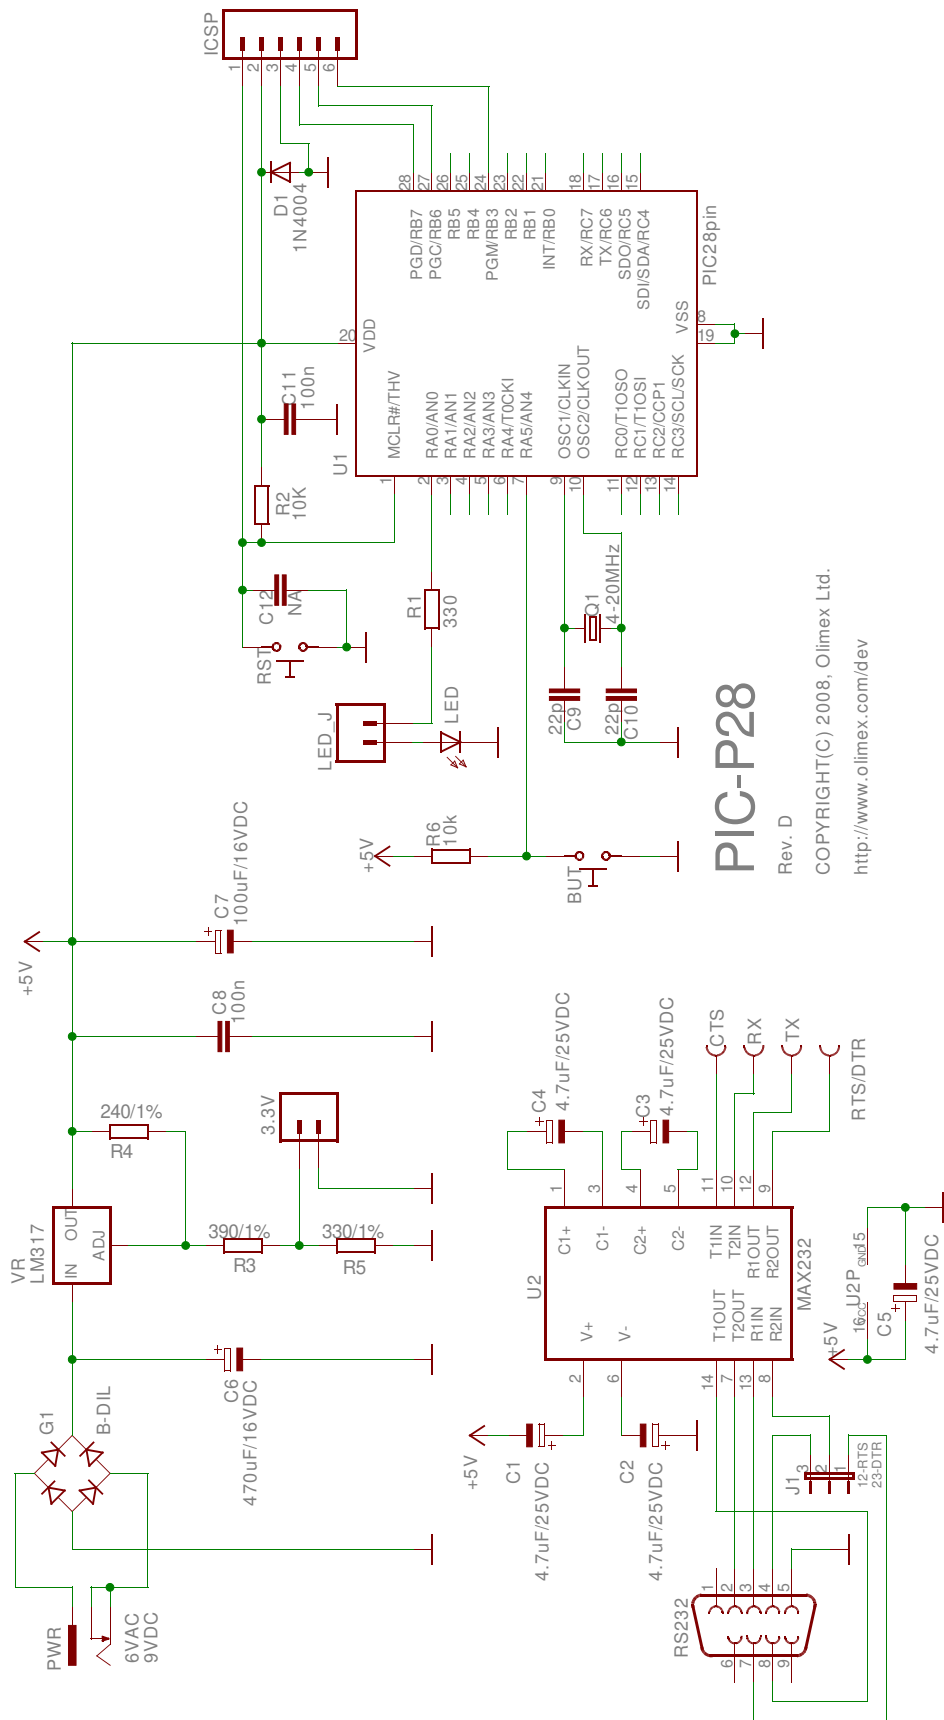 ICSP
1
2
3
4
5
6
D1
1N4004
28
27
26
25
24
23
22
21
18
17
16
15
PGD/RB7
PGC/RB6
RB5
RB4
PGM/RB3
RB2
RB1
INT/RB0
RX/RC7
TX/RC6
SDO/RC5
SDI/SDA/RC4
PIC28pin
20
VDD
VSS
8
19
C11
100n
U1
MCLR#/THV
RA0/AN0
RA1/AN1
RA2/AN2
RA3/AN3
RA4/T0CKI
RA5/AN4
OSC1/CLKIN
OSC2/CLKOUT
RC0/T1OSO
RC1/T1OSI
RC2/CCP1
RC3/SCL/SCK
1
2
3
4
5
6
7
9
10
11
12
13
14
R2
10K
C12
NA
RST
R1
330
Q1
4-20MHz
22p
C9
22p
C10
LED_J
LED
+5V
R6
10k
BUT
PIC-P28
Rev. D
COPYRIGHT(C) 2008, Olimex Ltd.
http://www.olimex.com/dev
+5V
C7
100uF/16VDC
C8
100n
240/1%
R4
3.3V
VR
LM317
IN
OUT
ADJ
390/1%
R3
330/1%
R5
C6
470uF/16VDC
G1
B-DIL
PWR
6VAC
9VDC
C4
4.7uF/25VDC
C3
4.7uF/25VDC
CTS
RX
TX
RTS/DTR
1
3
4
5
11
10
12
9
U2
C1+
C1-
C2+
C2-
T1IN
T2IN
R1OUT
R2OUT
MAX232
V+
V-
T1OUT
T2OUT
R1IN
R2IN
2
6
14
7
13
8
+5V
C1
4.7uF/25VDC
C2
4.7uF/25VDC
+5V
16
VCC
U2P
GND
15
C5
4.7uF/25VDC
J1
3
2
1
12-RTS
23-DTR
RS232
1
2
3
4
5
6
7
8
9